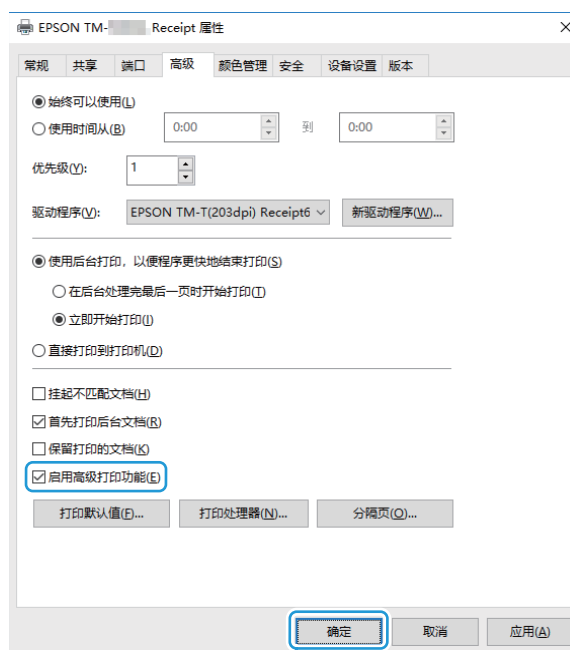 EPSON TM- Receipt 属性
常规 共享 端口 高级 颜色管理 安全 设备设置 版本
始终可以使用(L)
使用时间从(B) 0:00 到 0:00
优先级(Y): 1
驱动程序(V): EPSON TM-T(203dpi) Receipt6 新驱动程序(W)...
使用后台打印，以便程序更快地结束打印(S)
在后台处理完最后一页时开始打印(T)
立即开始打印(I)
直接打印到打印机(D)
挂起不匹配文档(H)
首先打印后台文档(R)
保留打印的文档(K)
启用高级打印功能(E)
打印默认值(F)... 打印处理器(N)... 分隔页(O)...
确定 取消 应用(A)